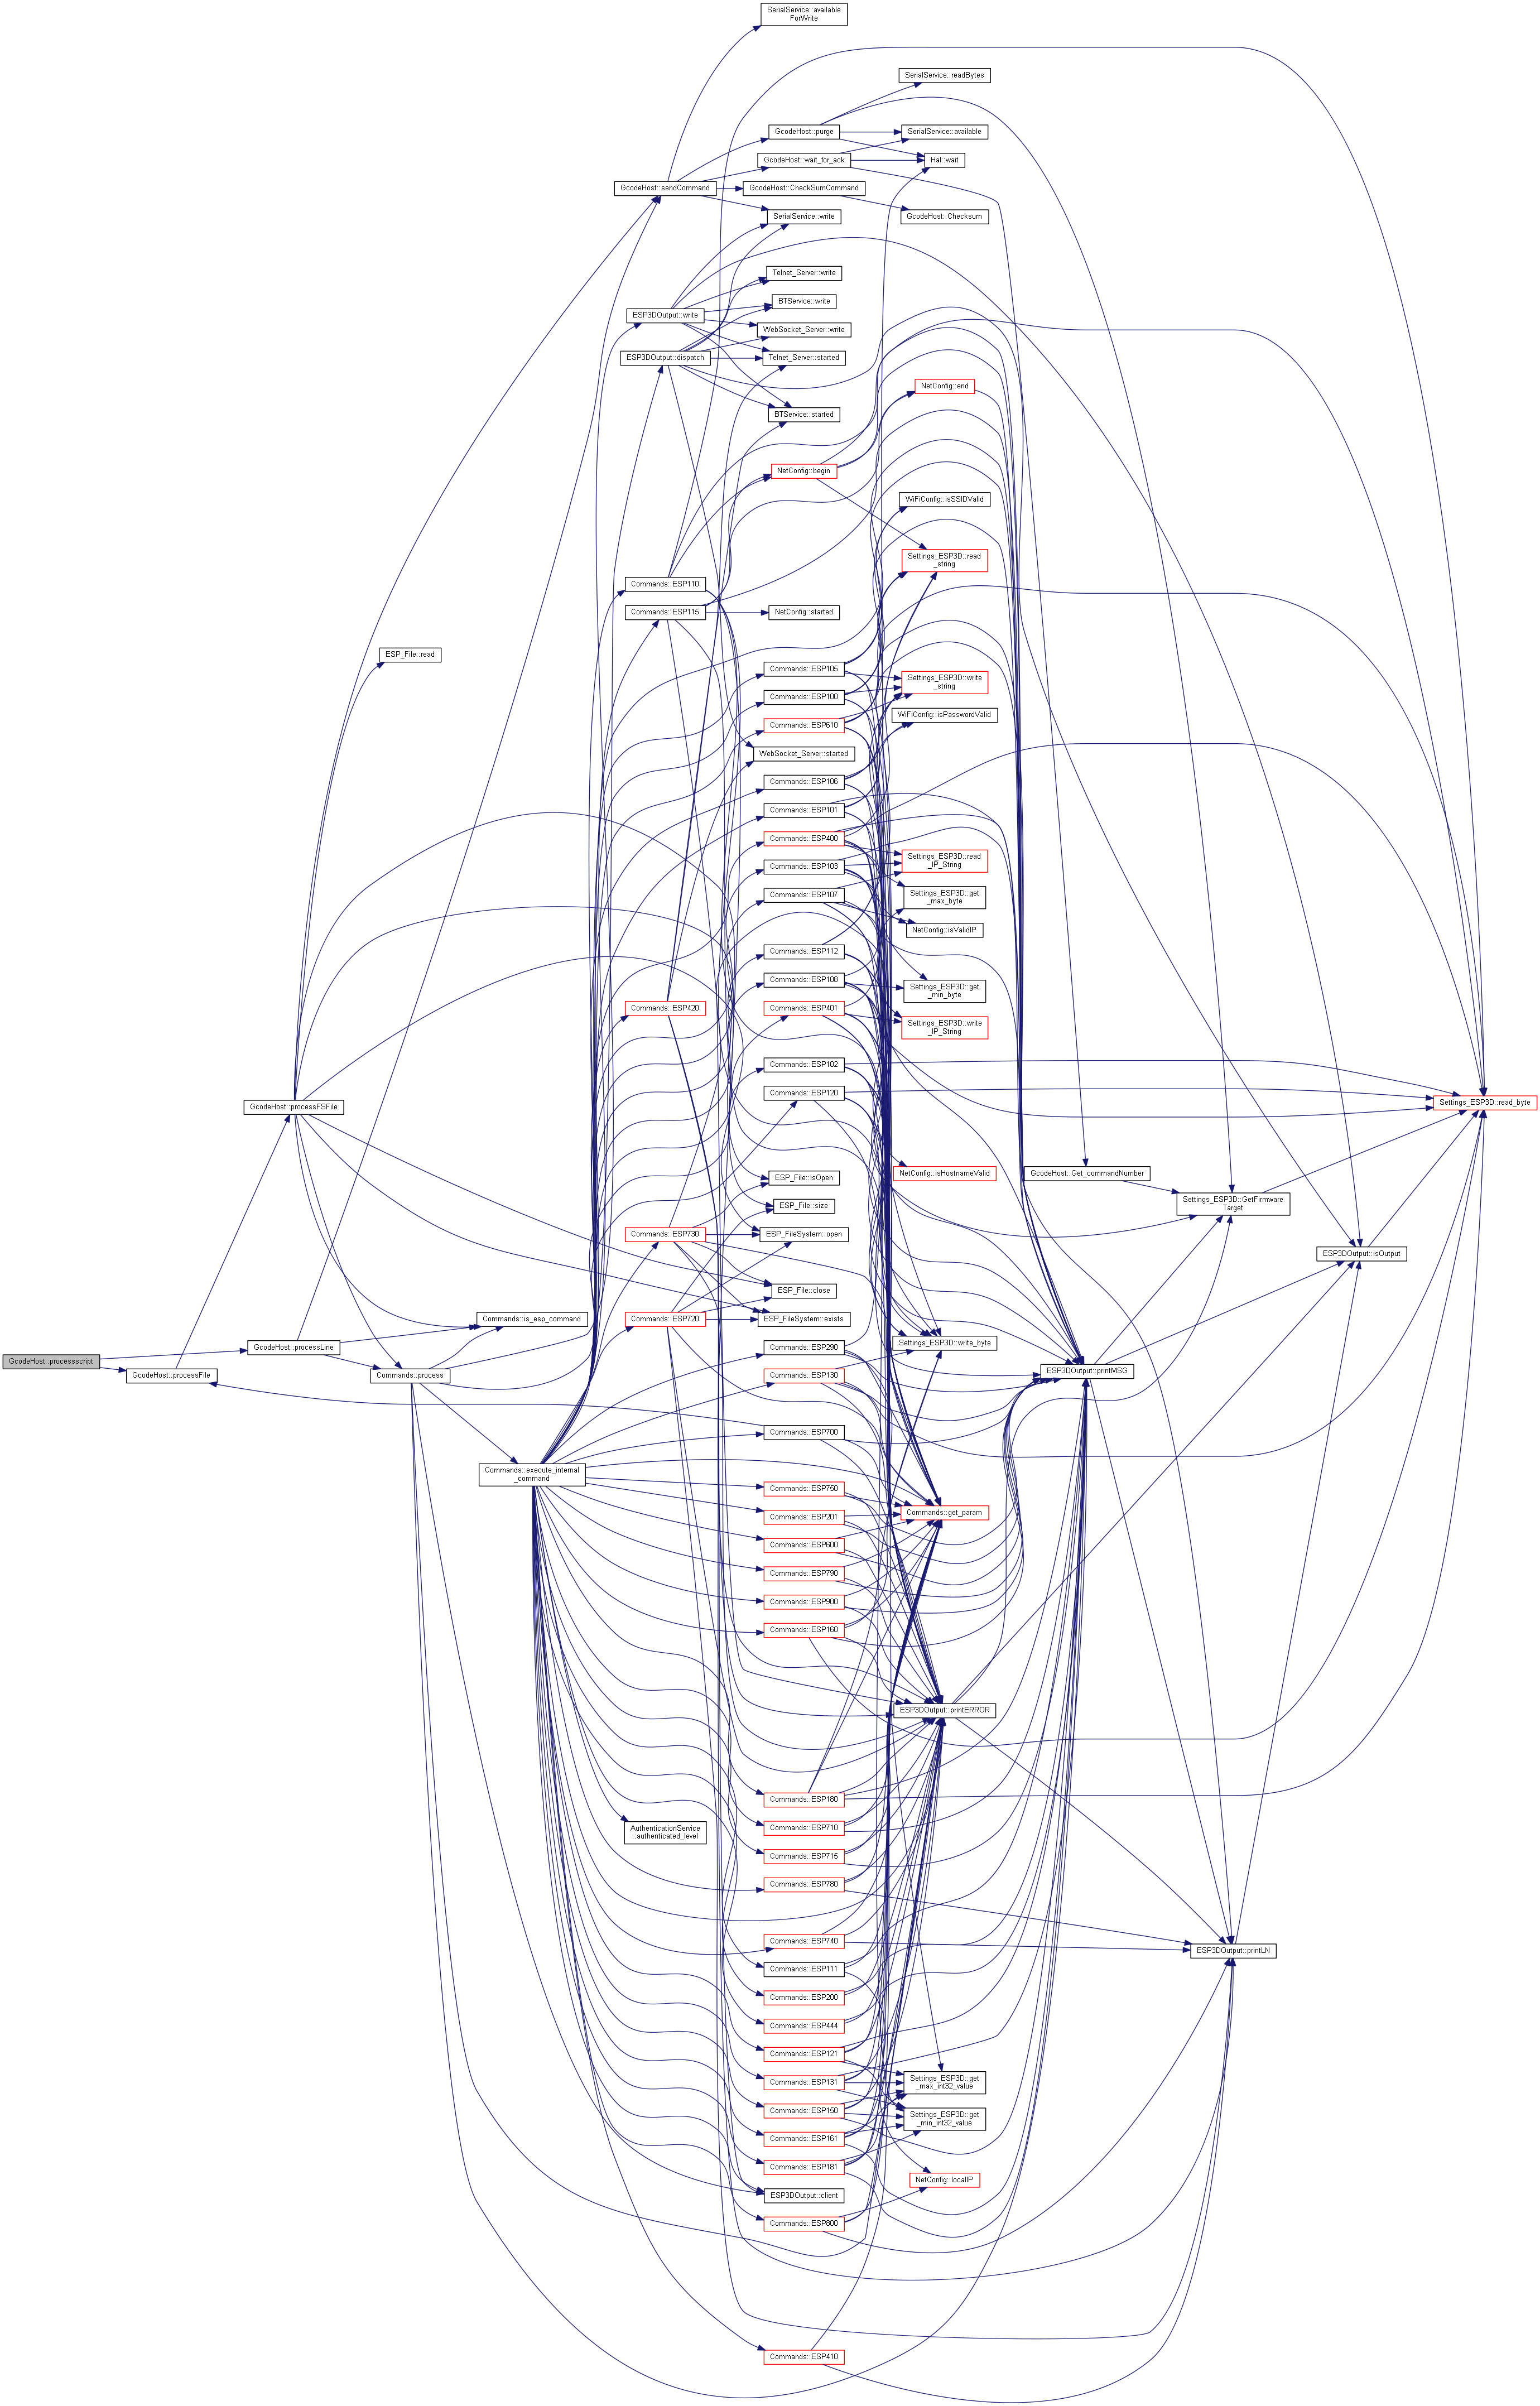 SerialService::available
ForWrite
SerialService::readBytes
GcodeHost::purge
SerialService::available
GcodeHost::wait_for_ack
Hal::wait
GcodeHost::sendCommand
GcodeHost::CheckSumCommand
SerialService::write
GcodeHost::Checksum
Telnet_Server::write
BTService::write
ESP3DOutput::write
WebSocket_Server::write
ESP3DOutput::dispatch
Telnet_Server::started
NetConfig::end
BTService::started
NetConfig::begin
WiFiConfig::isSSIDValid
Settings_ESP3D::read
_string
Commands::ESP110
Commands::ESP115
NetConfig::started
ESP_File::read
Commands::ESP105
Settings_ESP3D::write
_string
Commands::ESP100
WiFiConfig::isPasswordValid
Commands::ESP610
WebSocket_Server::started
Commands::ESP106
Commands::ESP101
Commands::ESP400
Settings_ESP3D::read
_IP_String
Commands::ESP103
Commands::ESP107
Settings_ESP3D::get
_max_byte
NetConfig::isValidIP
Commands::ESP112
Commands::ESP108
Settings_ESP3D::get
_min_byte
Commands::ESP420
Commands::ESP401
Settings_ESP3D::write
_IP_String
Commands::ESP102
Commands::ESP120
GcodeHost::processFSFile
Settings_ESP3D::read_byte
ESP_File::isOpen
NetConfig::isHostnameValid
GcodeHost::Get_commandNumber
ESP_File::size
Settings_ESP3D::GetFirmware
Target
Commands::ESP730
ESP_FileSystem::open
ESP3DOutput::isOutput
ESP_File::close
Commands::is_esp_command
Commands::ESP720
ESP_FileSystem::exists
GcodeHost::processLine
Commands::ESP290
Settings_ESP3D::write_byte
GcodeHost::processscript
GcodeHost::processFile
Commands::process
Commands::ESP130
ESP3DOutput::printMSG
Commands::ESP700
Commands::execute_internal
_command
Commands::ESP750
Commands::ESP201
Commands::get_param
Commands::ESP600
Commands::ESP790
Commands::ESP900
Commands::ESP160
ESP3DOutput::printERROR
Commands::ESP180
AuthenticationService
::authenticated_level
Commands::ESP710
Commands::ESP715
Commands::ESP780
Commands::ESP740
ESP3DOutput::printLN
Commands::ESP111
Commands::ESP200
Commands::ESP444
Commands::ESP121
Commands::ESP131
Settings_ESP3D::get
_max_int32_value
Commands::ESP150
Settings_ESP3D::get
_min_int32_value
Commands::ESP161
Commands::ESP181
NetConfig::localIP
ESP3DOutput::client
Commands::ESP800
Commands::ESP410